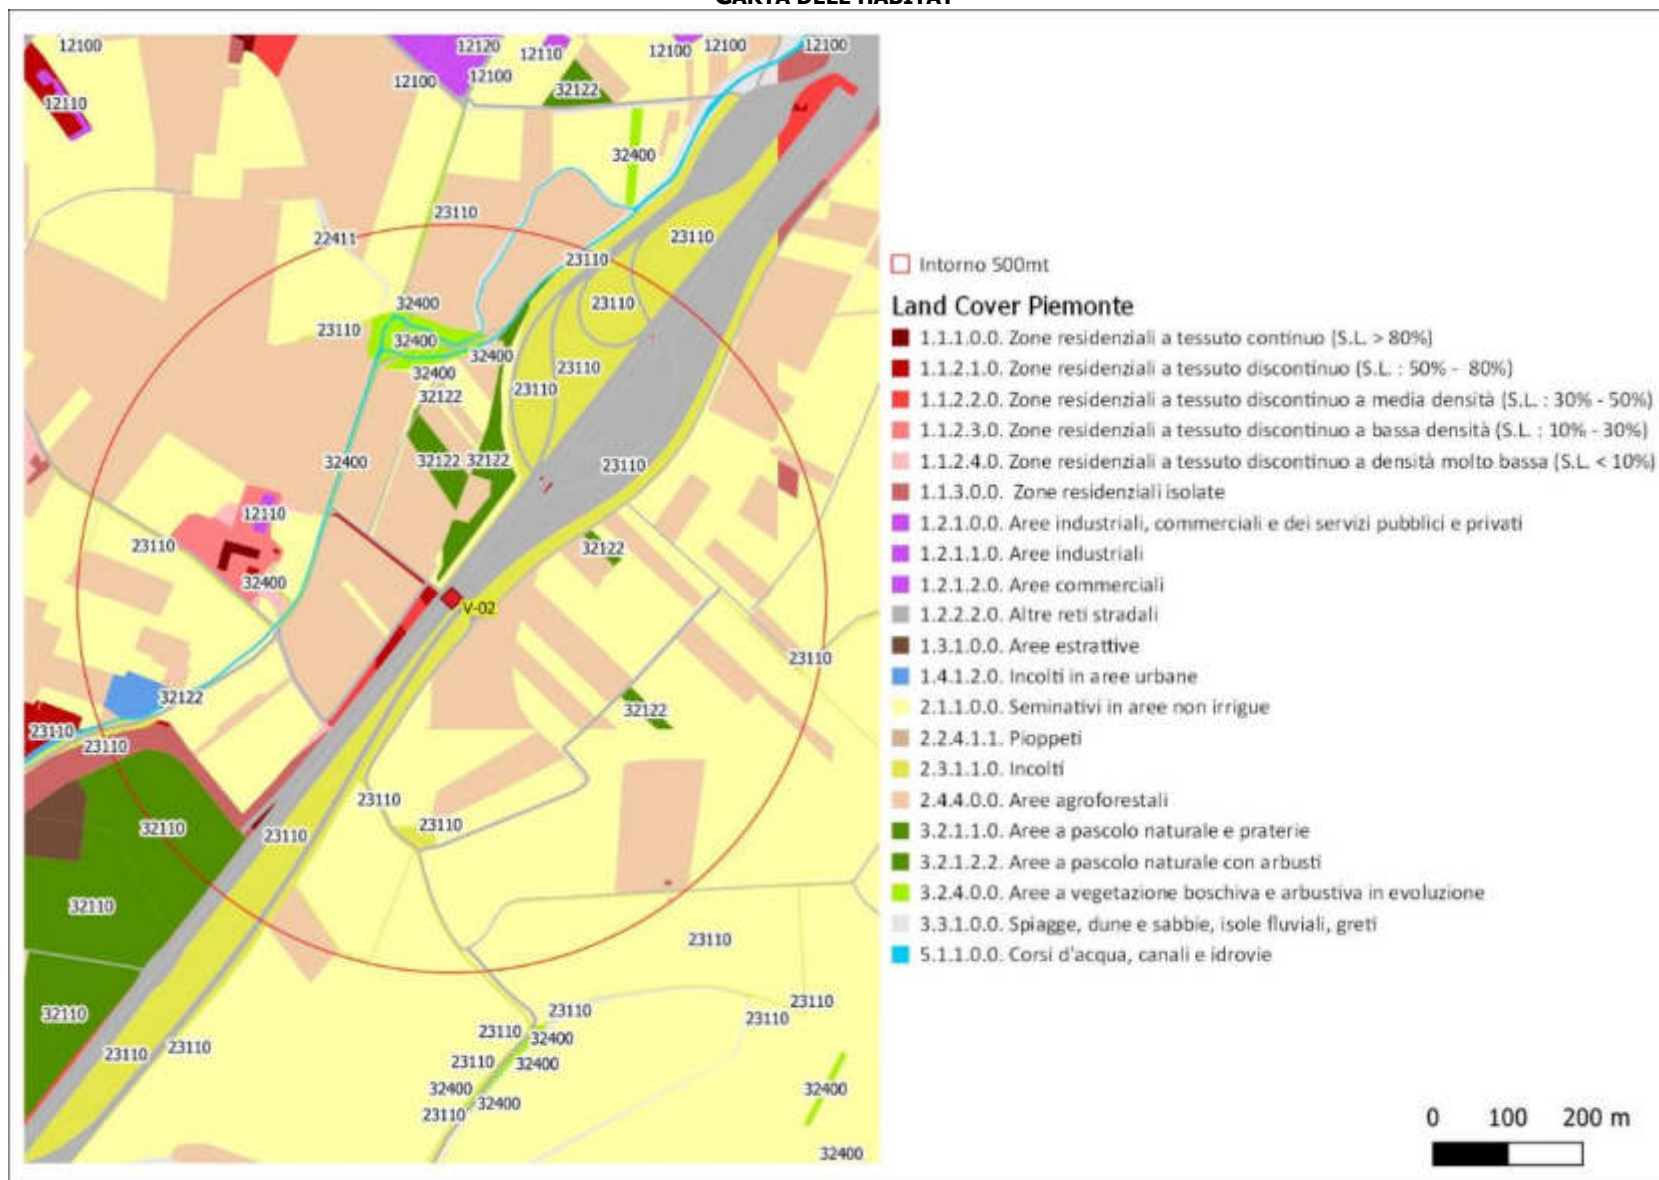 CARTA DELL'HABITAT
12100
12120
12110
12100
12100
12100
12100
12100
12110
32122
32400
23110
22411
23110
23110
32400
23110
23110
32400
32400
32400
23110
23110
32122
32400
32122
32122
23110
12110
23110
32122
32400
V-02
23110
32122
32122
23110
23110
23110
23110
32110
23110
32110
23110
32110
23110
23110
23110
23110
23110
32400
23110
23110
23110
32400
32400
32400
32400
23110
32400
Intorno 500mt
Land Cover Piemonte
1.1.1.0.0. Zone residenziali a tessuto continuo (S.L. > 80%)
1.1.2.1.0. Zone residenziali a tessuto discontinuo (S.L. : 50% - 80%)
1.1.2.2.0. Zone residenziali a tessuto discontinuo a media densità (S.L. : 30% - 50%)
1.1.2.3.0. Zone residenziali a tessuto discontinuo a bassa densità (S.L. : 10% - 30%)
1.1.2.4.0. Zone residenziali a tessuto discontinuo a densità molto bassa (S.L. < 10%)
1.1.3.0.0. Zone residenziali isolate
1.2.1.0.0. Aree industriali, commerciali e dei servizi pubblici e privati
1.2.1.1.0. Aree industriali
1.2.1.2.0. Aree commerciali
1.2.2.2.0. Altre reti stradali
1.3.1.0.0. Aree estrattive
1.4.1.2.0. Incolti in aree urbane
2.1.1.0.0. Seminativi in aree non irrigue
2.2.4.1.1. Pioppeti
2.3.1.1.0. Incolti
2.4.4.0.0. Aree agroforestali
3.2.1.1.0. Aree a pascolo naturale e praterie
3.2.1.2.2. Aree a pascolo naturale con arbusti
3.2.4.0.0. Aree a vegetazione boschiva e arbustiva in evoluzione
3.3.1.0.0. Spiagge, dune e sabbie, isole fluviali, greti
5.1.1.0.0. Corsi d'acqua, canali e idrovie
0 100 200 m